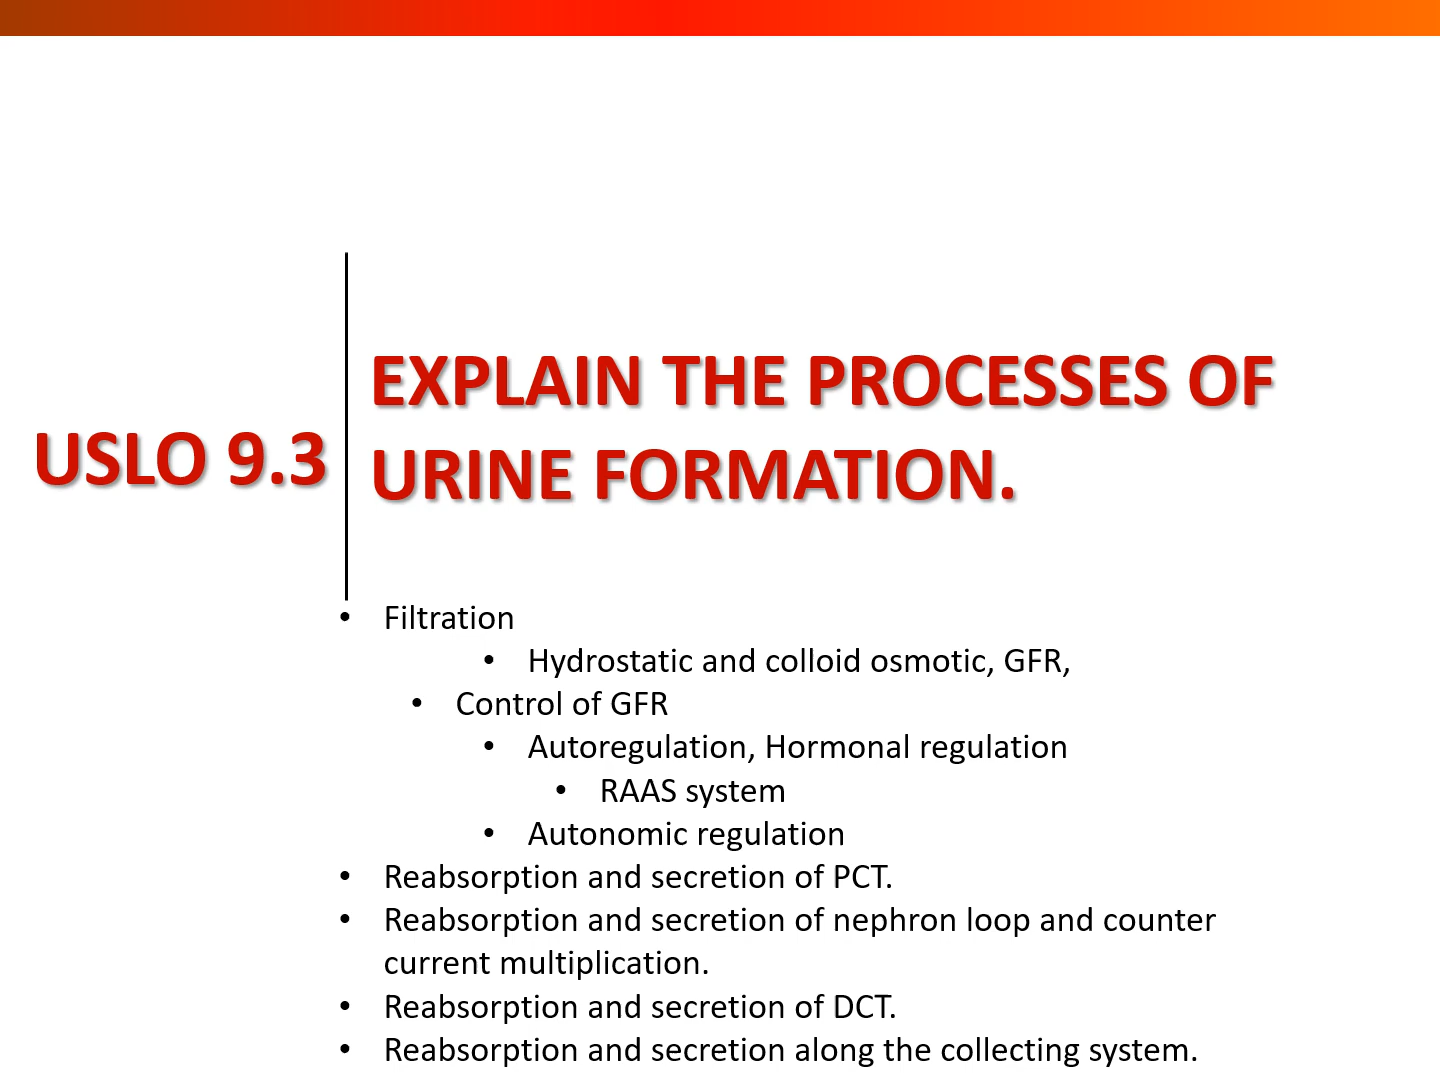 USLO 9.3
EXPLAIN THE PROCESSES OF
URINE FORMATION.
• Filtration
• Hydrostatic and colloid osmotic, GFR,
• Control of GFR
• Autoregulation, Hormonal regulation
• RAAS system
• Autonomic regulation
• Reabsorption and secretion of PCT.
• Reabsorption and secretion of nephron loop and counter
current multiplication.
• Reabsorption and secretion of DCT.
• Reabsorption and secretion along the collecting system.